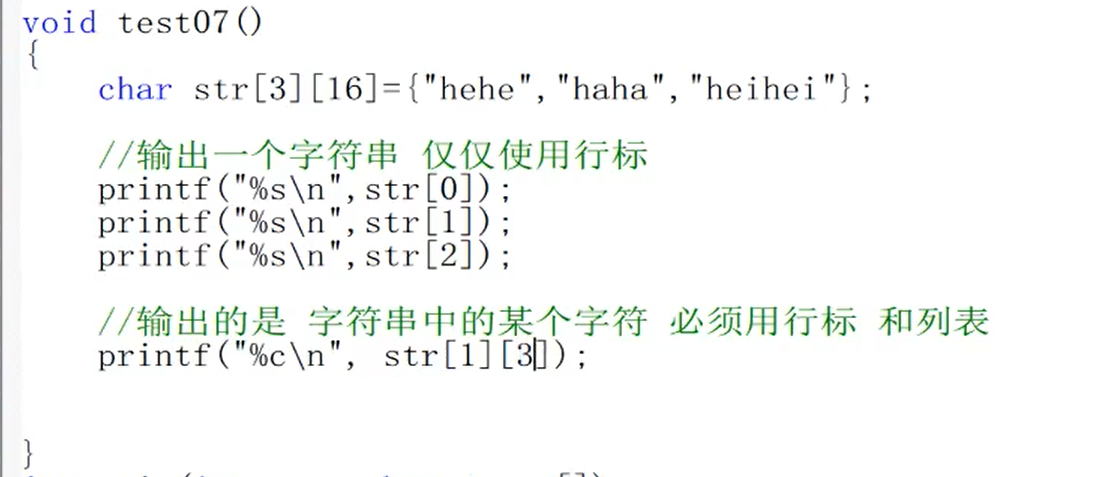 void test07()
{
char str[3][16]={"hehe","haha","heihei"};
//输出一个字符串 仅仅使用行标
printf("%s\n",str[0]);
printf("%s\n",str[1]);
printf("%s\n",str[2]);
//输出的是 字符串中的某个字符 必须用行标 和列表
printf("%c\n", str[1][3]);
}